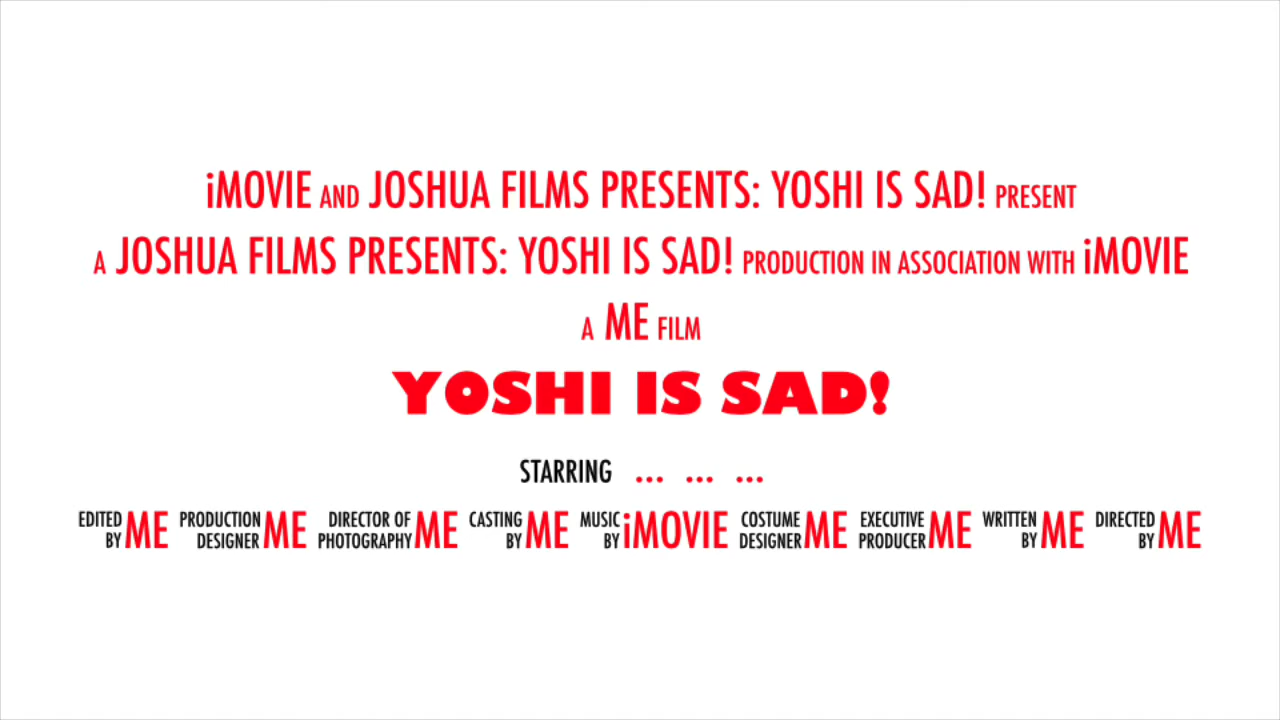 iMOVIE AND JOSHUA FILMS PRESENTS: YOSHI IS SAD! PRESENT
A JOSHUA FILMS PRESENTS: YOSHI IS SAD! PRODUCTION IN ASSOCIATION WITH iMOVIE
A ME FILM
YOSHI IS SAD!
STARRING ... ... ...
EDITED BY ME PRODUCTION DESIGNER ME DIRECTOR OF PHOTOGRAPHY ME CASTING BY ME MUSIC BY iMOVIE COSTUME DESIGNER ME EXECUTIVE PRODUCER ME WRITTEN BY ME DIRECTED BY ME